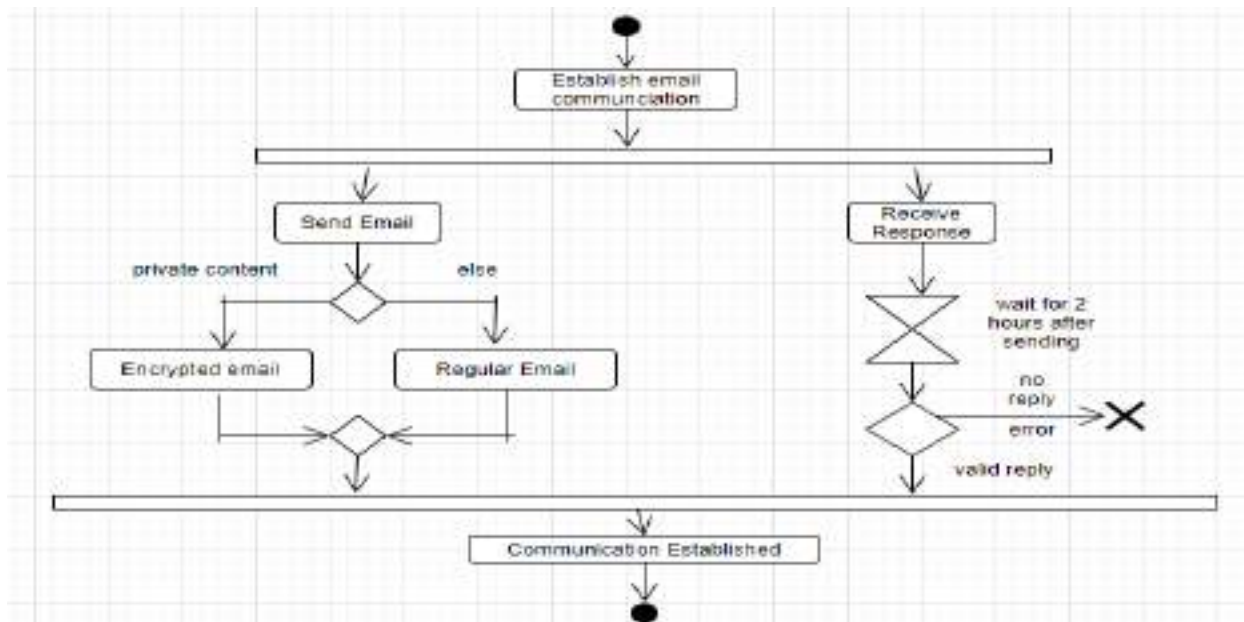 Establish email
communciation
Send Email
Receive
Response
private content
else
wait for 2
hours after
sending
Encrypted email
Regular Email
no
reply
error
valid reply
Communication Established